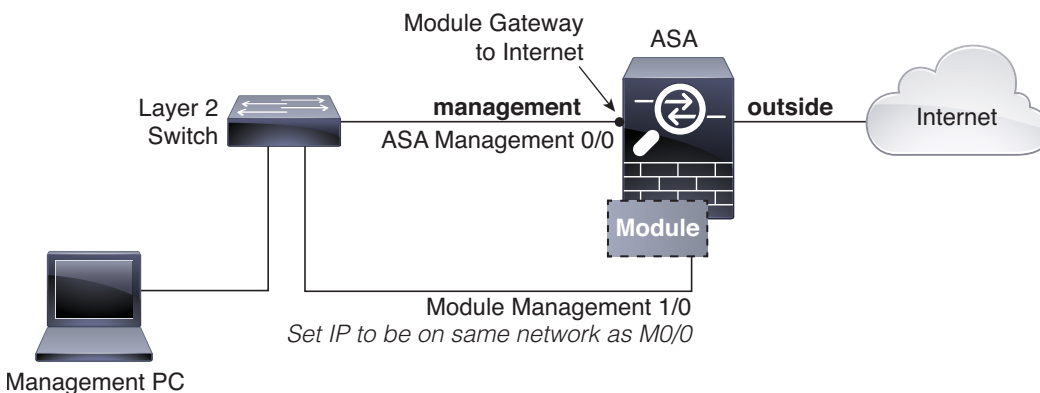 Module Gateway
to Internet
ASA
Layer 2
Switch
management
ASA Management 0/0
outside
Internet
Module
Module Management 1/0
Set IP to be on same network as M0/0
Management PC